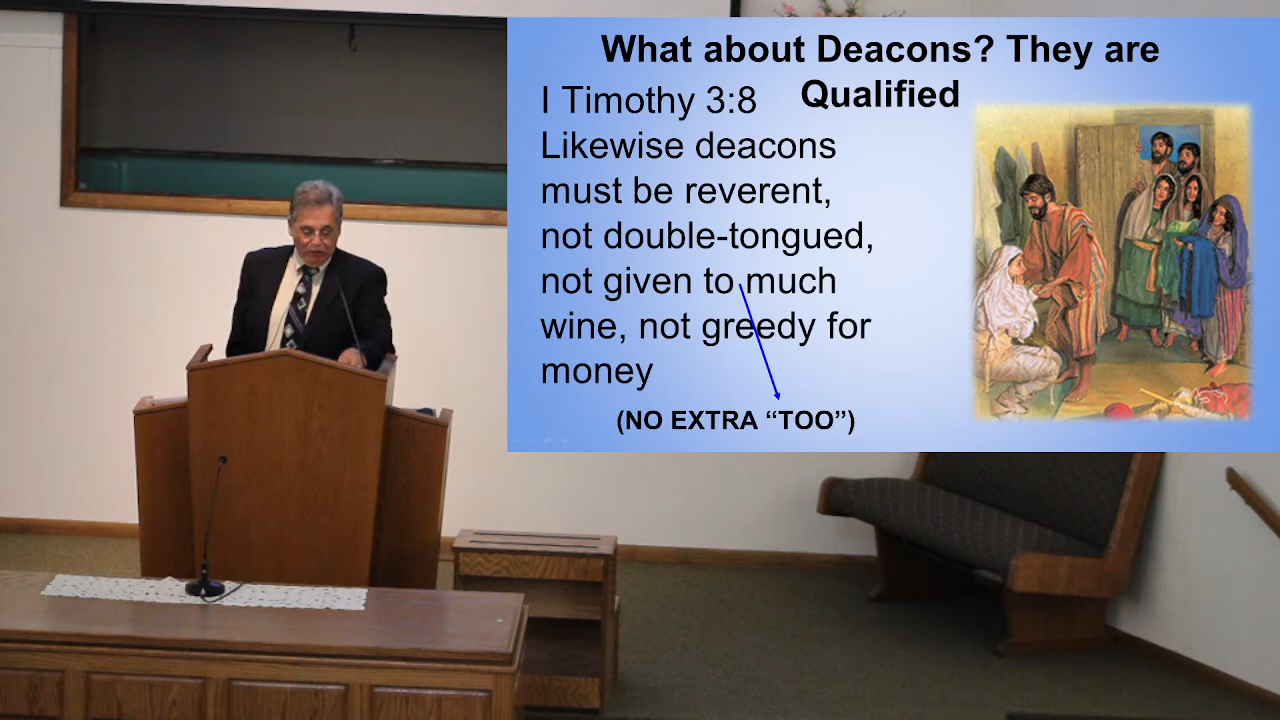 What about Deacons? They are
Qualified
I Timothy 3:8
Likewise deacons
must be reverent,
not double-tongued,
not given to much
wine, not greedy for
money
(NO EXTRA “TOO”)